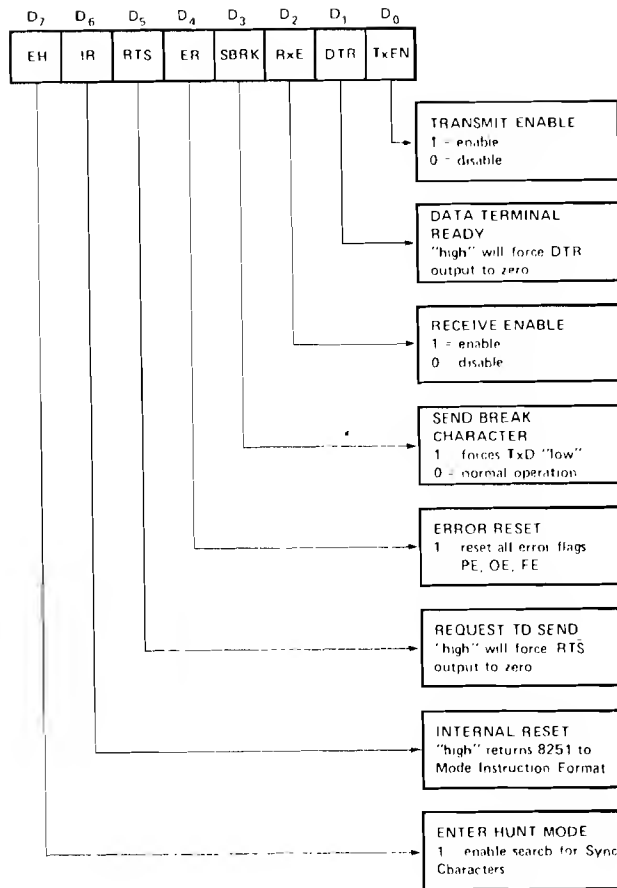 D7 D6 D5 D4 D3 D2 D1 D0
EH IR RTS ER SBRK RxE DTR TxEN
TRANSMIT ENABLE
1 = enable
0 = disable
DATA TERMINAL
READY
"high" will force DTR
output to zero
RECEIVE ENABLE
1 = enable
0 disable
SEND BREAK
CHARACTER
1 forces TxD "low"
0 = normal operation
ERROR RESET
1 reset all error flags
PE, OE, FE
REQUEST TO SEND
"high" will force RTS
output to zero
INTERNAL RESET
"high" returns 8251 to
Mode Instruction Format
ENTER HUNT MODE
1 enable search for Sync
Characters